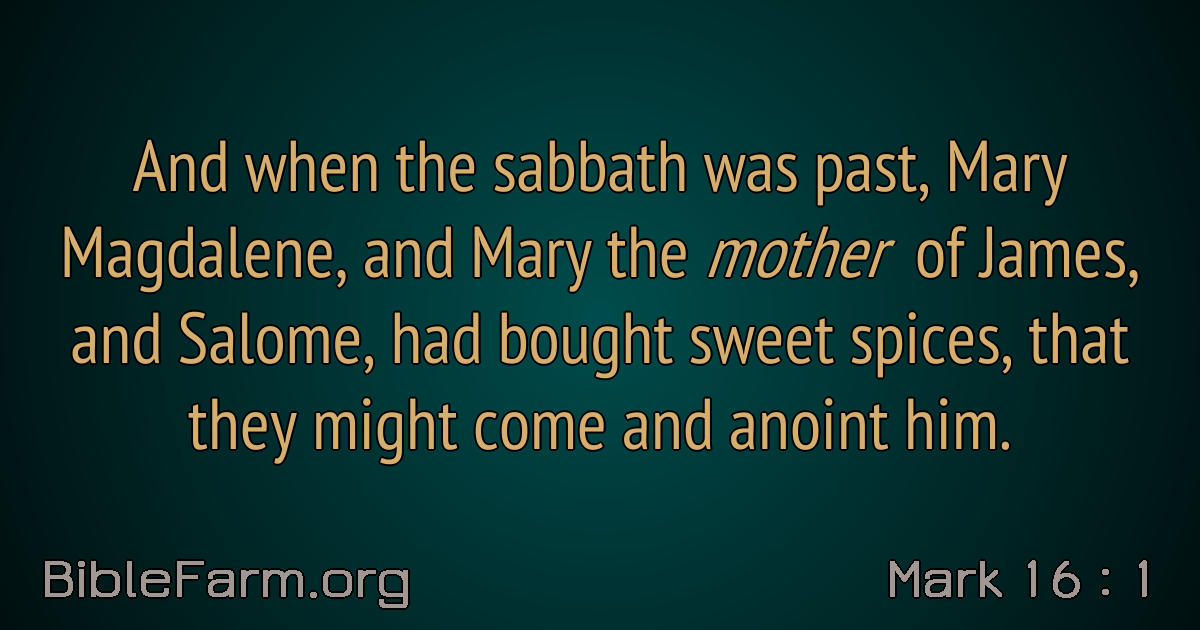 And when the sabbath was past, Mary
Magdalene, and Mary the mother of James,
and Salome, had bought sweet spices, that
they might come and anoint him.
BibleFarm.org
Mark 16 : 1